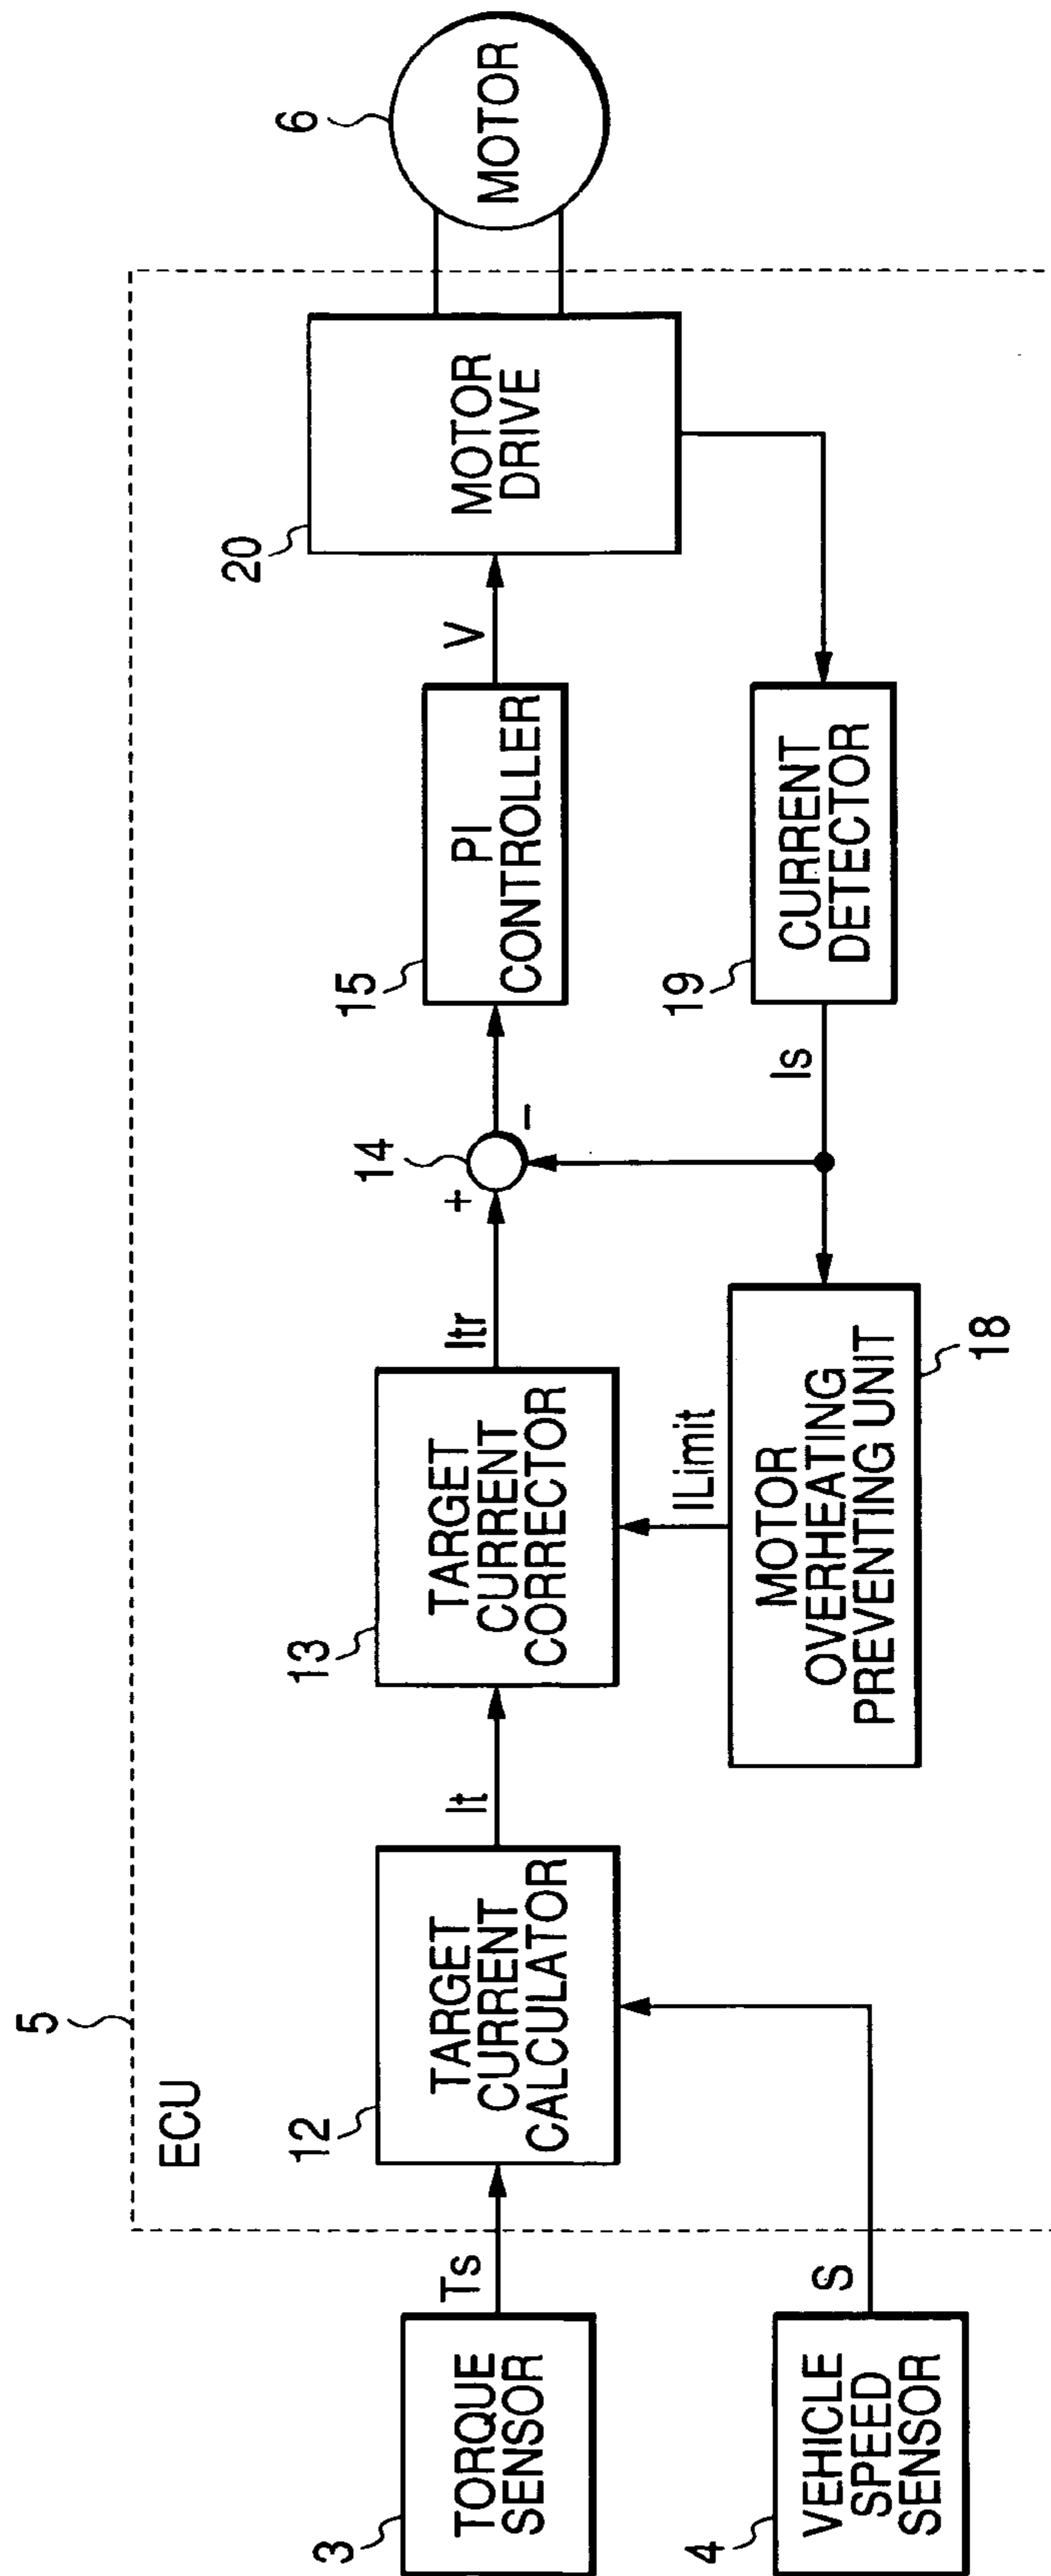 5
ECU
3
TORQUE
SENSOR
Ts
4
VEHICLE
SPEED
SENSOR
S
12
TARGET
CURRENT
CALCULATOR
It
13
TARGET
CURRENT
CORRECTOR
Itr
ILimit
MOTOR
OVERHEATING
PREVENTING UNIT
18
14
+
−
15
PI
CONTROLLER
V
Is
19
CURRENT
DETECTOR
20
MOTOR
DRIVE
6
MOTOR